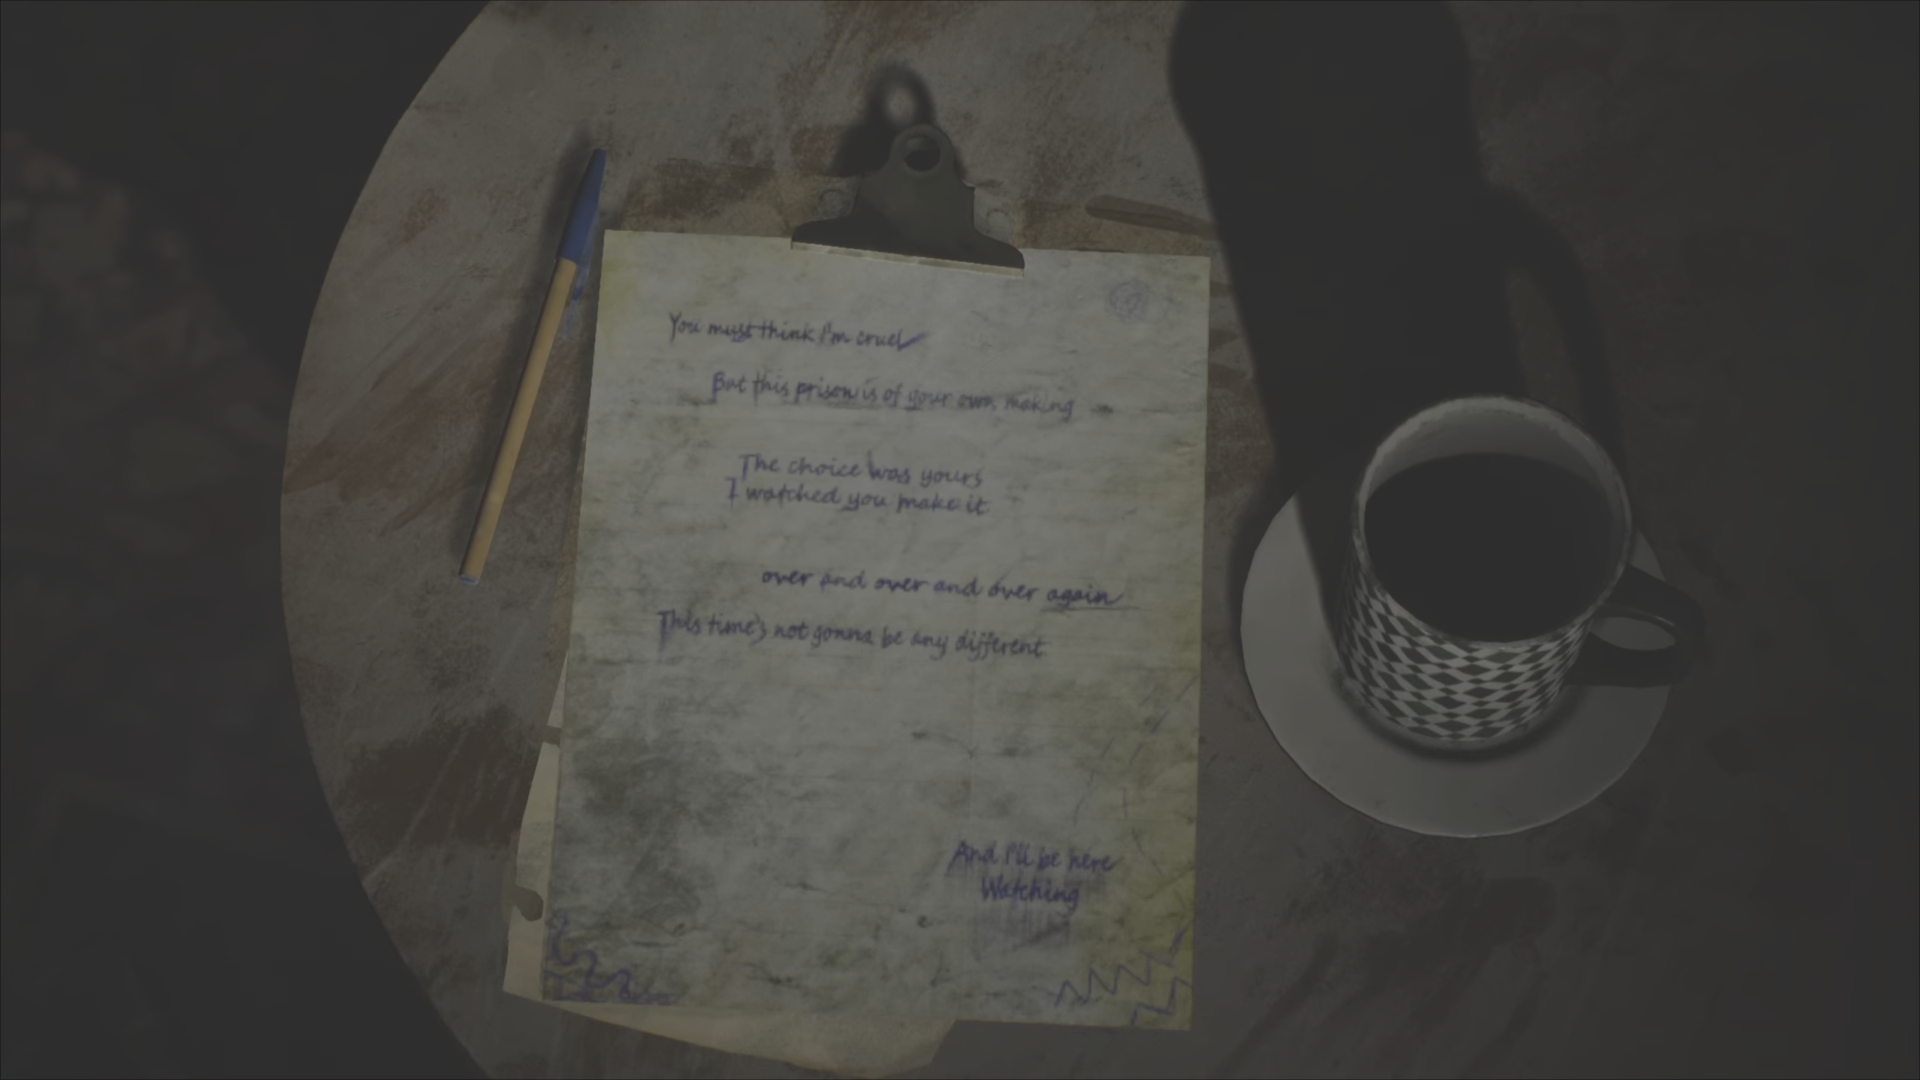 You must think I'm cruel
But this prison is of your own making
The choice was yours
I watched you make it
over and over and over again
This time's not gonna be any different
And I'll be here
Watching